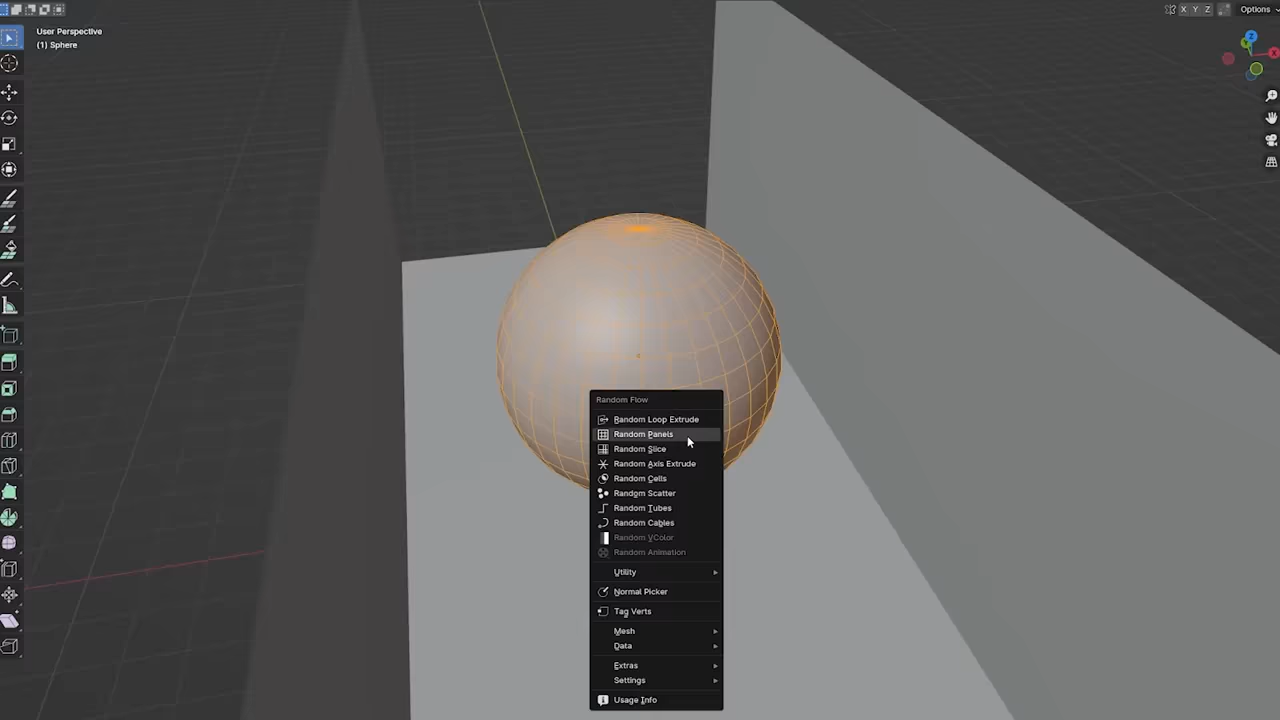 X Y Z
Options
User Perspective
(1) Sphere
Z
X
Random Flow
Random Loop Extrude
Random Panels
Random Slice
Random Axis Extrude
Random Cells
Random Scatter
Random Tubes
Random Cables
Random VColor
Random Animation
Utility
Normal Picker
Tag Verts
Mesh
Data
Extras
Settings
Usage Info